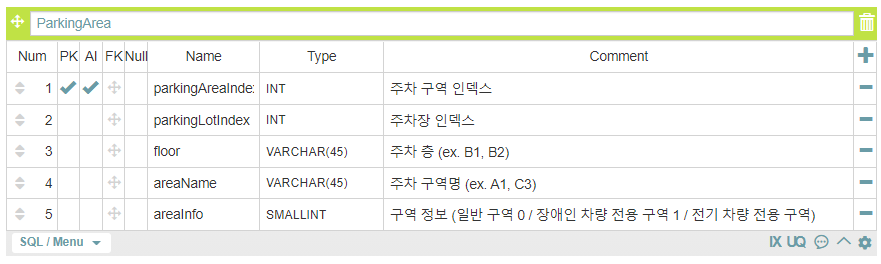 ParkingArea
Num PK AI FK Null Name Type Comment
1 parkingAreaInde INT 주차 구역 인덱스
2 parkingLotIndex INT 주차장 인덱스
3 floor VARCHAR(45) 주차 층 (ex. B1, B2)
4 areaName VARCHAR(45) 주차 구역명 (ex. A1, C3)
5 areaInfo SMALLINT 구역 정보 (일반 구역 0 / 장애인 차량 전용 구역 1 / 전기 차량 전용 구역)
SQL / Menu IX UQ